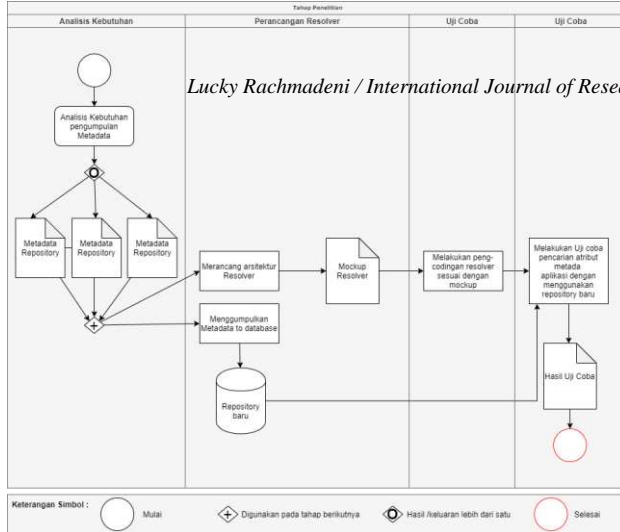 Tahap Penelitian
Analisis Kebutuhan
Perancangan Resolver
Uji Coba
Uji Coba
Lucky Rachmadeni / International Journal of Resea
Analisis Kebutuhan
pengumpulan
Metadata
Metadata
Repository
Metadata
Repository
Metadata
Repository
Merancang arsitektur
Resolver
Mockup
Resolver
Melakukan peng-
codingan resolver
sesuai dengan
mockup
Melakukan Uji coba
pencarian atribut
metada
aplikasi dengan
menggunakan
repository baru
Menggumpulkan
Metadata to database
Repository
baru
Hasil Uji Coba
Keterangan Simbol :
Mulai
Digunakan pada tahap berikutnya
Hasil /keluaran lebih dari satu
Selesai